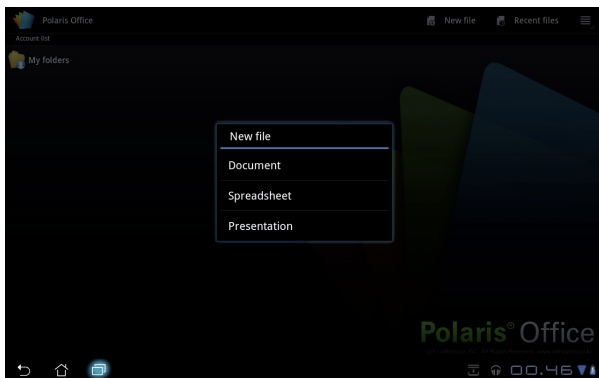 Polaris Office
New file
Recent files
Account list
My folders
New file
Document
Spreadsheet
Presentation
Polaris® Office
00.46